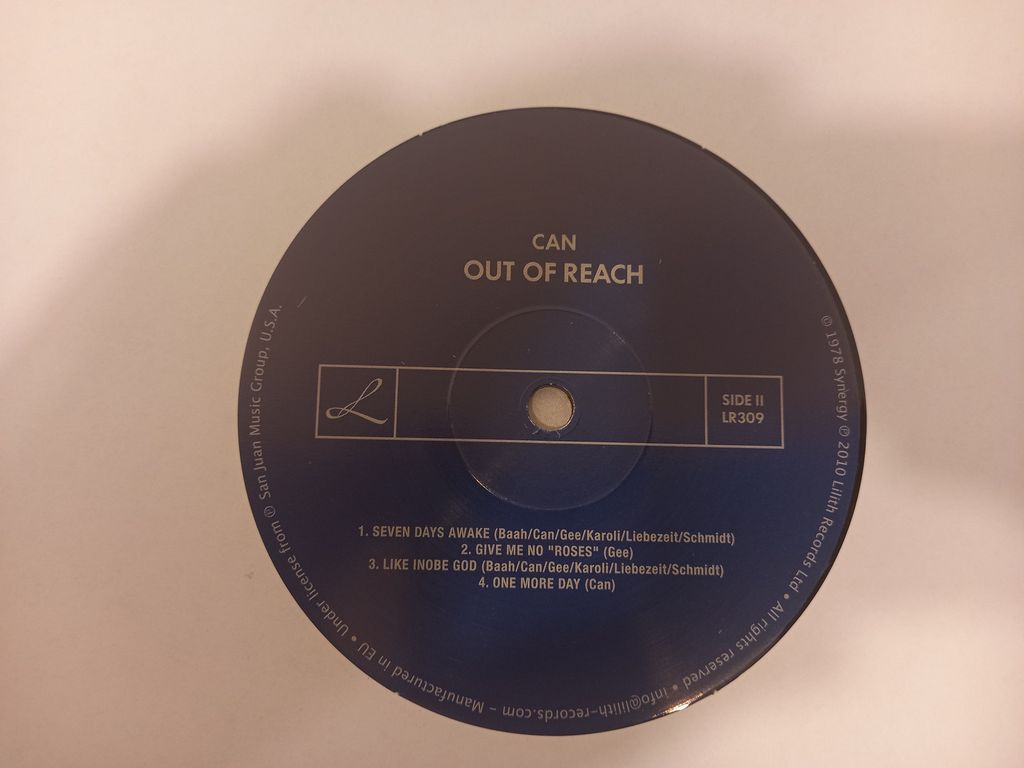 CAN
OUT OF REACH
L
SIDE II
LR309
1. SEVEN DAYS AWAKE (Baah/Can/Gee/Karoli/Liebezeit/Schmidt)
2. GIVE ME NO "ROSES" (Gee)
3. LIKE INOBE GOD (Baah/Can/Gee/Karoli/Liebezeit/Schmidt)
4. ONE MORE DAY (Can)
© 1978 Synergy ℗ 2010 Lilith Records Ltd • All rights reserved • info@lilith-records.com – Manufactured in EU • Under license from ℗ San Juan Music Group, U.S.A.